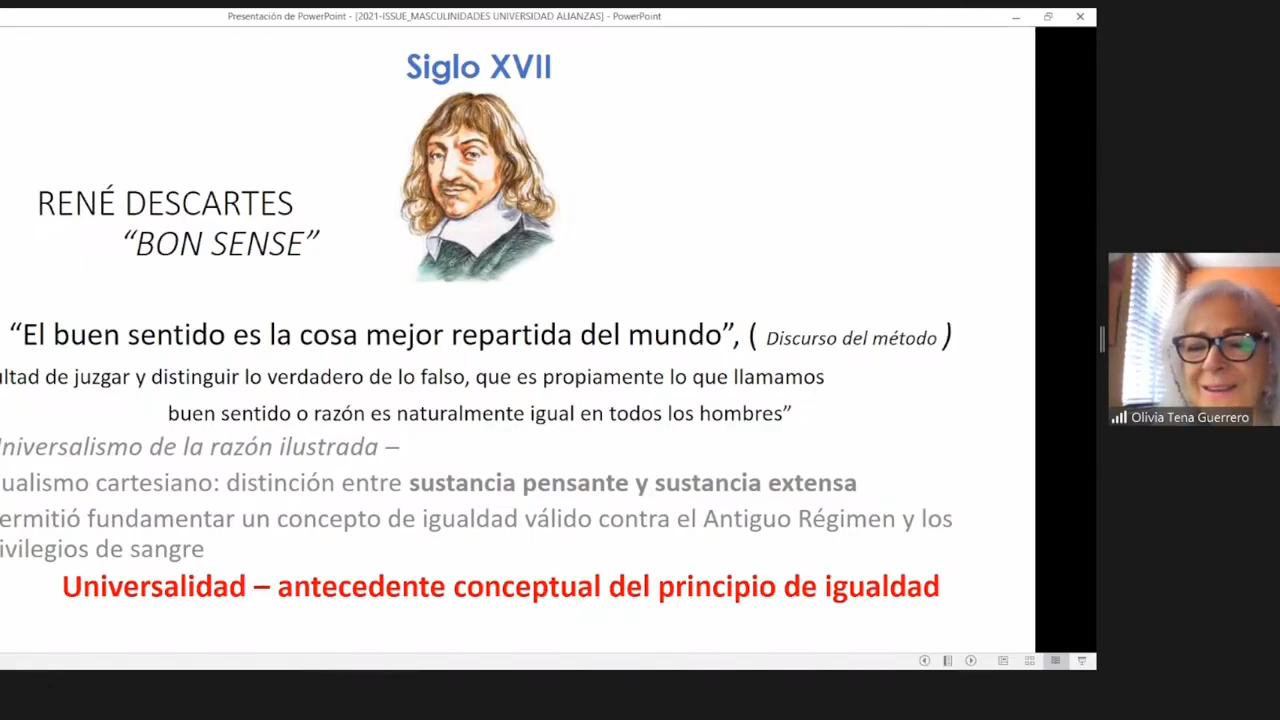 Presentación de PowerPoint - [2021-ISSUE_MASCULINIDADES UNIVERSIDAD ALIANZAS] - PowerPoint
Siglo XVII
RENÉ DESCARTES
“BON SENSE”
“El buen sentido es la cosa mejor repartida del mundo”, ( Discurso del método )
ultad de juzgar y distinguir lo verdadero de lo falso, que es propiamente lo que llamamos
buen sentido o razón es naturalmente igual en todos los hombres”
niversalismo de la razón ilustrada –
ualismo cartesiano: distinción entre sustancia pensante y sustancia extensa
ermitió fundamentar un concepto de igualdad válido contra el Antiguo Régimen y los
ivilegios de sangre
Universalidad – antecedente conceptual del principio de igualdad
Olivia Tena Guerrero